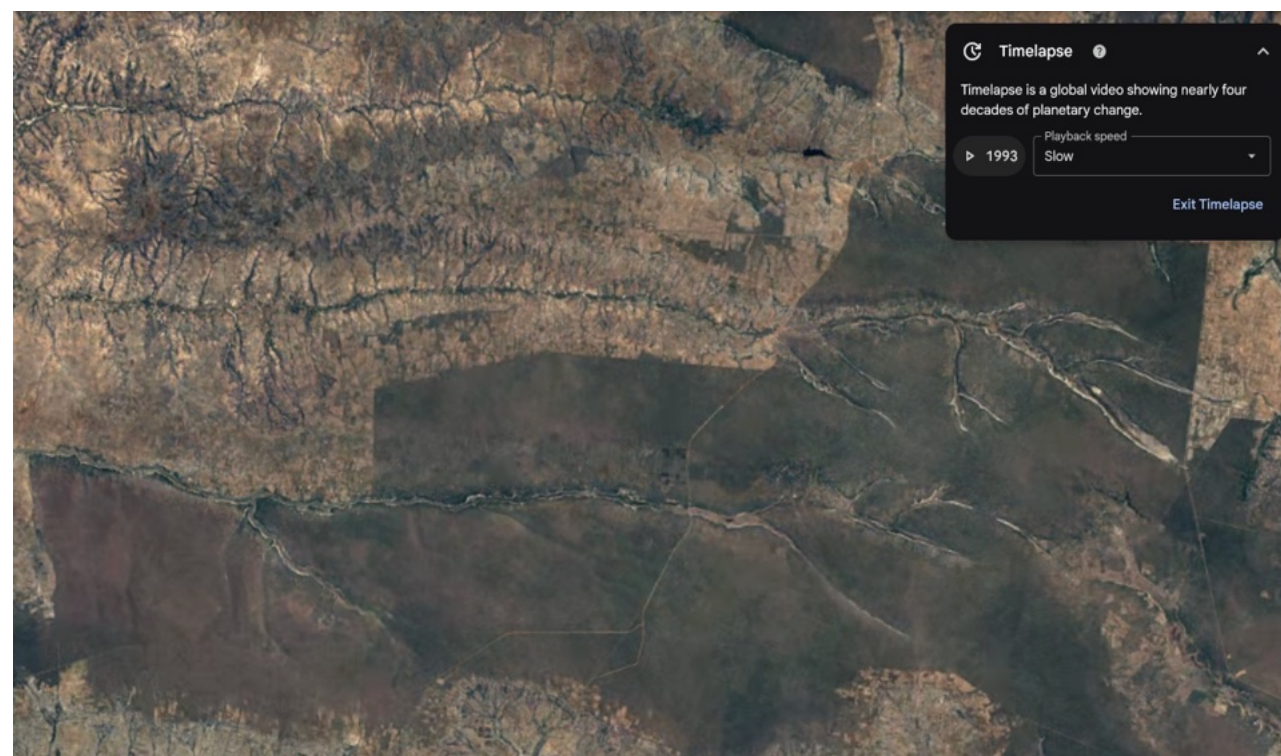 Timelapse
Timelapse is a global video showing nearly four
decades of planetary change.
1993
Playback speed
Slow
Exit Timelapse